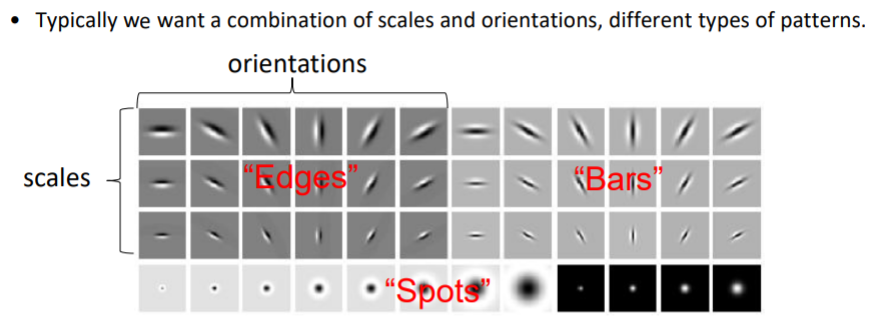 • Typically we want a combination of scales and orientations, different types of patterns.
orientations
scales
“Edges”
“Bars”
“Spots”